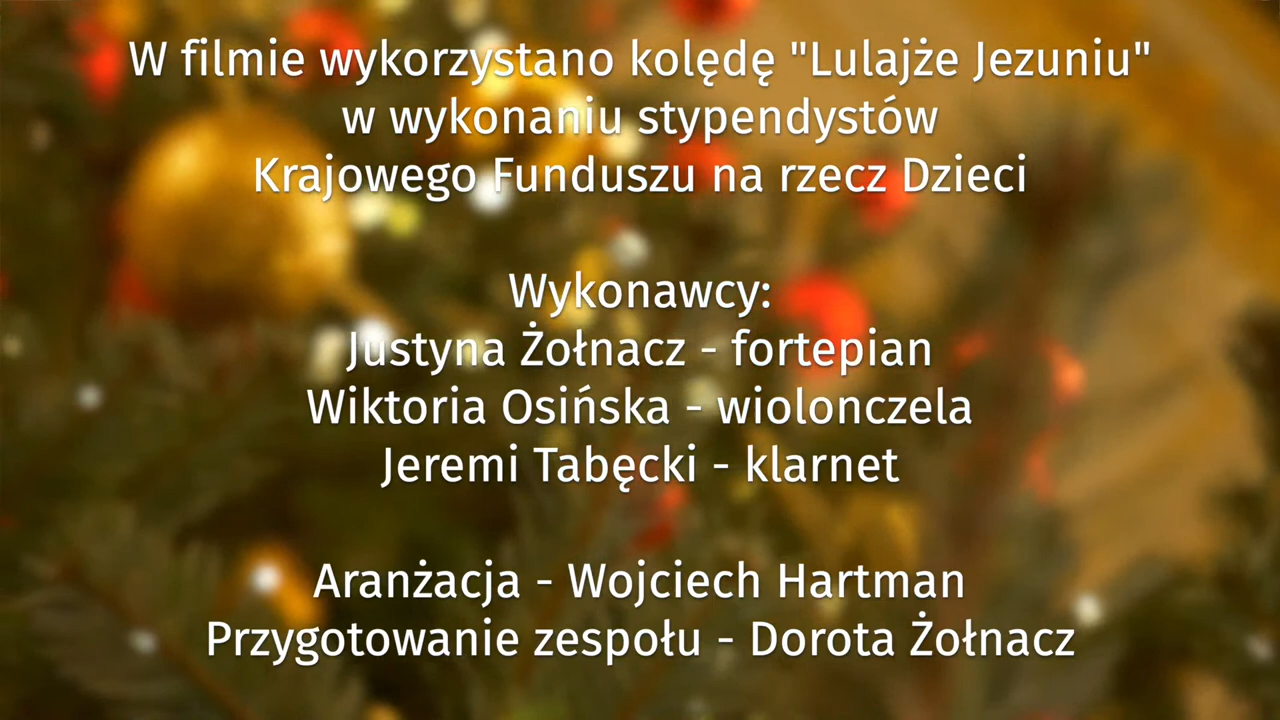 W filmie wykorzystano kolędę "Lulajże Jezuniu"
w wykonaniu stypendystów
Krajowego Funduszu na rzecz Dzieci
Wykonawcy:
Justyna Żołnacz - fortepian
Wiktoria Osińska - wiolonczela
Jeremi Tabęcki - klarnet
Aranżacja - Wojciech Hartman
Przygotowanie zespołu - Dorota Żołnacz